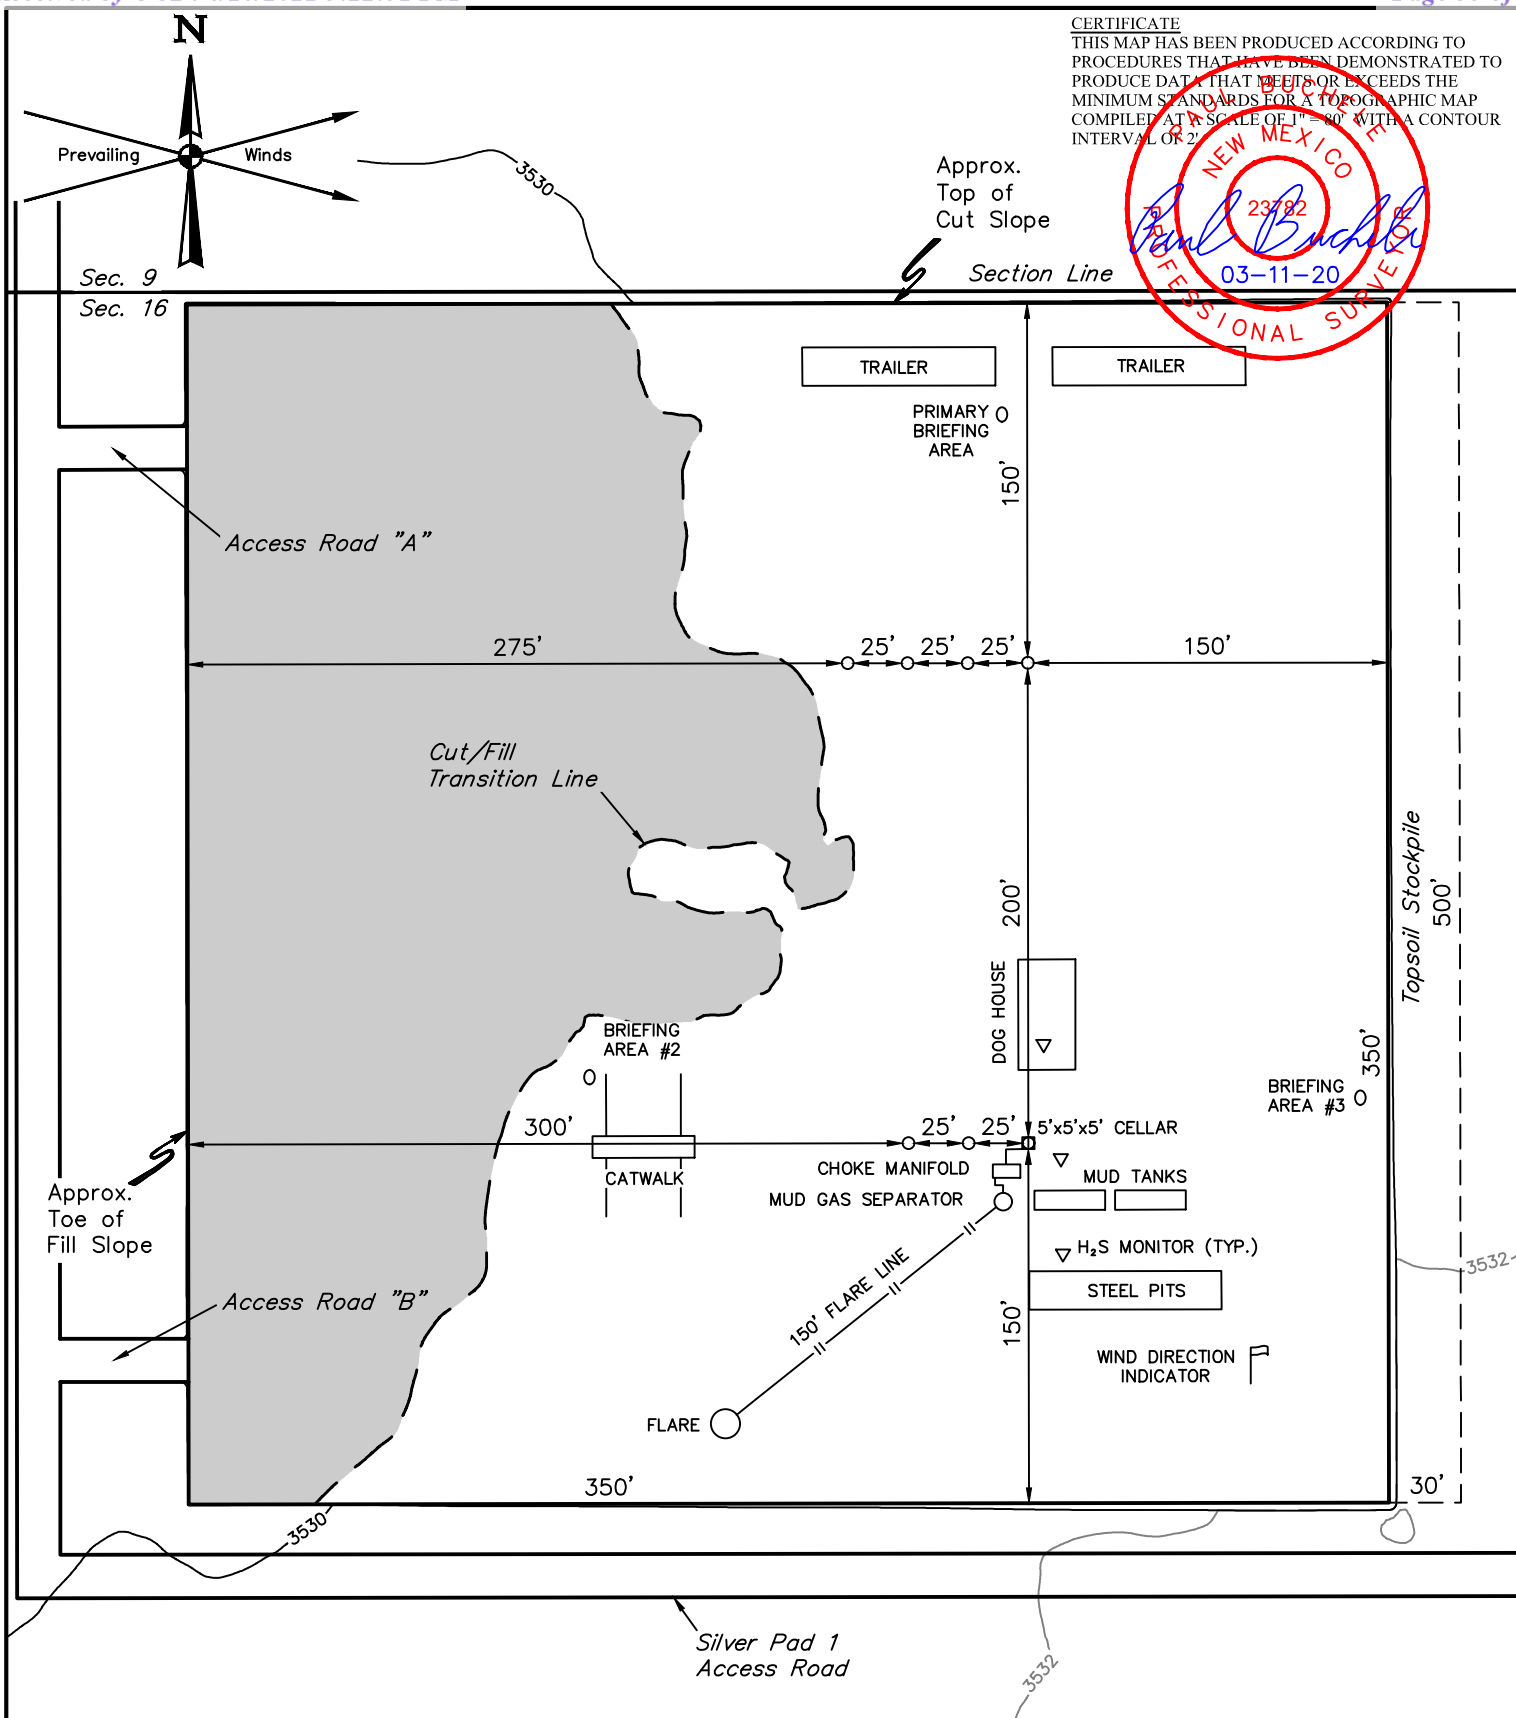 N
Prevailing Winds
CERTIFICATE
THIS MAP HAS BEEN PRODUCED ACCORDING TO
PROCEDURES THAT HAVE BEEN DEMONSTRATED TO
PRODUCE DATA THAT MEETS OR EXCEEDS THE
MINIMUM STANDARDS FOR A TOPOGRAPHIC MAP
COMPILED AT A SCALE OF 1" = 80' WITH A CONTOUR
INTERVAL OF 2'.
PAUL BUCHELE
NEW MEXICO
23782
Paul Buchele
03-11-20
PROFESSIONAL SURVEYOR
3530
Approx.
Top of
Cut Slope
Section Line
Sec. 9
Sec. 16
TRAILER
TRAILER
PRIMARY
BRIEFING
AREA
150'
Access Road "A"
275'
25'
25'
25'
150'
Cut/Fill
Transition Line
200'
Topsoil Stockpile
500'
DOG HOUSE
BRIEFING
AREA #2
350'
BRIEFING
AREA #3
300'
25'
25'
5'x5'x5' CELLAR
CATWALK
CHOKE MANIFOLD
MUD TANKS
MUD GAS SEPARATOR
Approx.
Toe of
Fill Slope
H₂S MONITOR (TYP.)
3532
STEEL PITS
150' FLARE LINE
150'
Access Road "B"
WIND DIRECTION
INDICATOR
FLARE
350'
30'
3530
Silver Pad 1
Access Road
3532